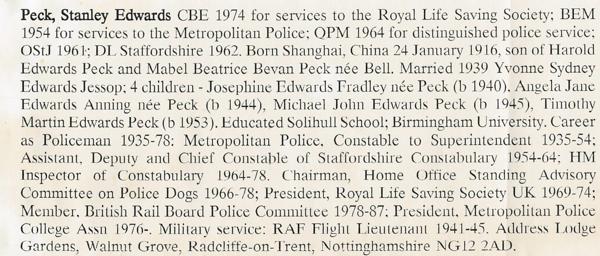 Peck, Stanley Edwards CBE 1974 for services to the Royal Life Saving Society; BEM
1954 for services to the Metropolitan Police; QPM 1964 for distinguished police service;
OStJ 1961; DL Staffordshire 1962. Born Shanghai, China 24 January 1916, son of Harold
Edwards Peck and Mabel Beatrice Bevan Peck née Bell. Married 1939 Yvonne Sydney
Edwards Jessop; 4 children - Josephine Edwards Fradley née Peck (b 1940). Angela Jane
Edwards Anning née Peck (b 1944), Michael John Edwards Peck (b 1945), Timothy
Martin Edwards Peck (b 1953). Educated Solihull School; Birmingham University. Career
as Policeman 1935-78: Metropolitan Police, Constable to Superintendent 1935-54;
Assistant, Deputy and Chief Constable of Staffordshire Constabulary 1954-64; HM
Inspector of Constabulary 1964-78. Chairman, Home Office Standing Advisory
Committee on Police Dogs 1966-78; President, Royal Life Saving Society UK 1969-74;
Member, British Rail Board Police Committee 1978-87; President, Metropolitan Police
College Assn 1976-. Military service: RAF Flight Lieutenant 1941-45. Address Lodge
Gardens, Walnut Grove, Radcliffe-on-Trent, Nottinghamshire NG12 2AD.